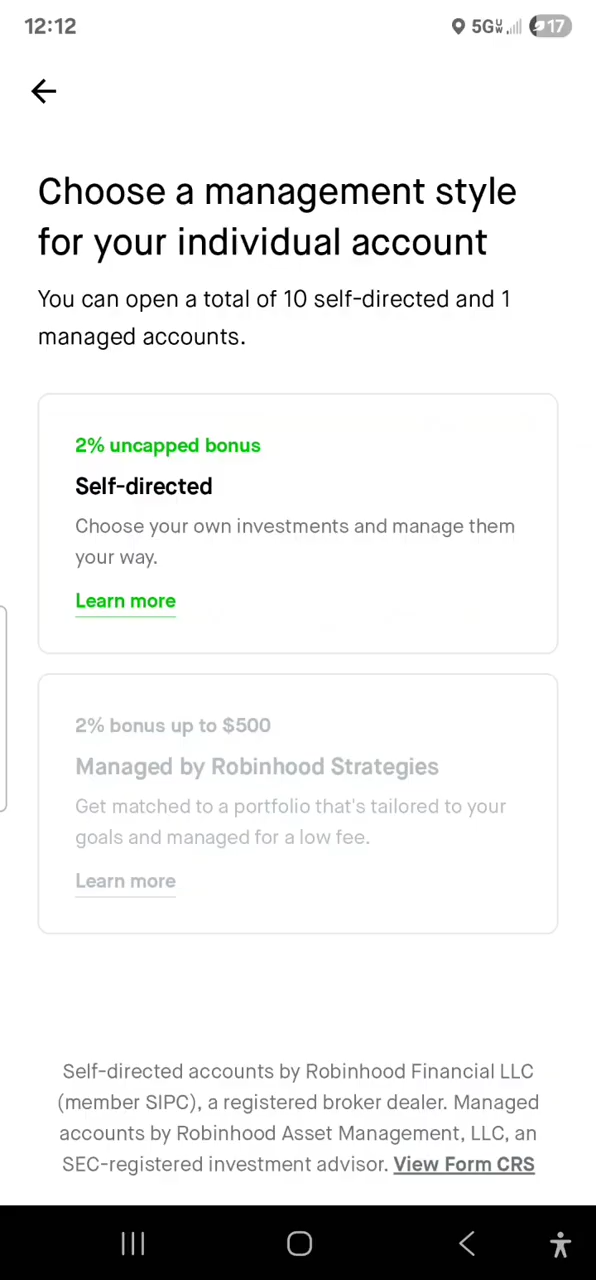 12:12
5G UW 17
Choose a management style
for your individual account
You can open a total of 10 self-directed and 1
managed accounts.
2% uncapped bonus
Self-directed
Choose your own investments and manage them
your way.
Learn more
2% bonus up to $500
Managed by Robinhood Strategies
Get matched to a portfolio that's tailored to your
goals and managed for a low fee.
Learn more
Self-directed accounts by Robinhood Financial LLC
(member SIPC), a registered broker dealer. Managed
accounts by Robinhood Asset Management, LLC, an
SEC-registered investment advisor. View Form CRS